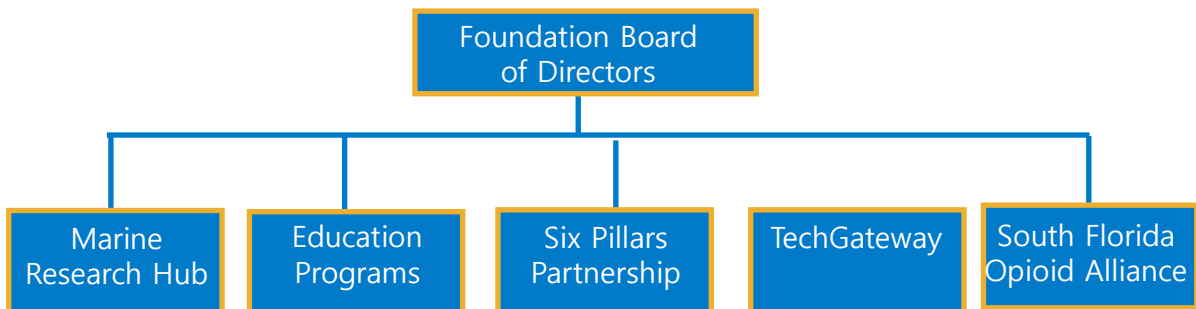 Foundation Board
of Directors
Marine
Research Hub
Education
Programs
Six Pillars
Partnership
TechGateway
South Florida
Opioid Alliance